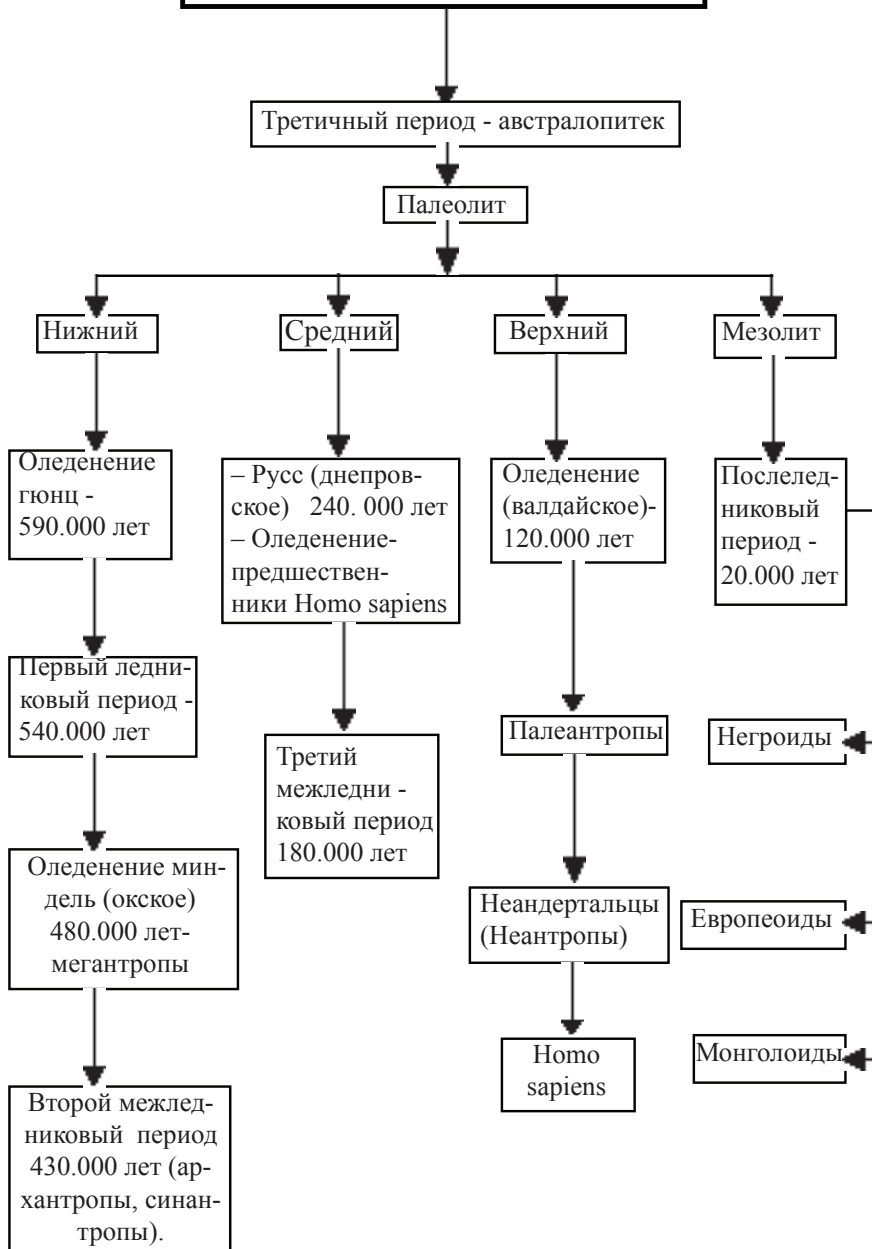 Третичный период - австралопитек
Палеолит
Нижний
Средний
Верхний
Мезолит
Оледенение
гюнц -
590.000 лет
Первый ледни-
ковый период -
540.000 лет
Оледенение мин-
дель (окское)
480.000 лет-
мегантропы
Второй межлед-
никовый период
430.000 лет (ар-
хантропы, синан-
тропы).
– Русс (днепров-
ское) 240. 000 лет
– Оледенение-
предшественн-
ники Homo sapiens
Третий
межледни -
ковый период
180.000 лет
Оледенение
(валдайское)-
120.000 лет
Палеантропы
Неандертальцы
(Неантропы)
Homo
sapiens
Послелед-
никовый
период -
20.000 лет
Негроиды
Европеоиды
Монголоиды